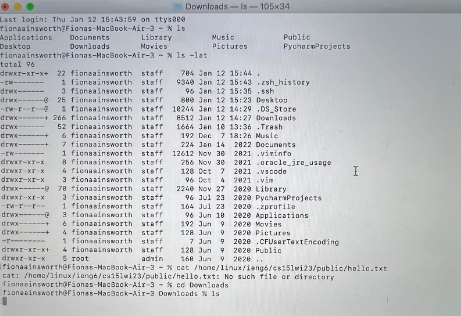 Downloads — ls — 105×34
Last login: Thu Jan 12 15:43:59 on ttys000
fionaainsworth@Fionas-MacBook-Air-3 ~ % ls
Applications Documents Library Music Public
Desktop Downloads Movies Pictures PycharmProjects
fionaainsworth@Fionas-MacBook-Air-3 ~ % ls -lat
total 96
drwxr-xr-x+ 22 fionaainsworth staff 704 Jan 12 15:44 .
-rw------- 1 fionaainsworth staff 9340 Jan 12 15:43 .zsh_history
drwx------ 3 fionaainsworth staff 96 Jan 12 15:35 .ssh
drwx------@ 25 fionaainsworth staff 800 Jan 12 15:23 Desktop
-rw-r--r--@ 1 fionaainsworth staff 10244 Jan 12 14:29 .DS_Store
drwx------+ 266 fionaainsworth staff 8512 Jan 12 14:27 Downloads
drwx------ 52 fionaainsworth staff 1664 Jan 10 13:36 .Trash
drwx------+ 6 fionaainsworth staff 192 Dec 7 18:26 Music
drwx------+ 7 fionaainsworth staff 224 Jan 14 2022 Documents
-rw------- 1 fionaainsworth staff 12612 Nov 30 2021 .viminfo
drwxr-xr-x 8 fionaainsworth staff 256 Nov 30 2021 .oracle_jre_usage
drwxr-xr-x 4 fionaainsworth staff 128 Oct 7 2021 .vscode
drwxr-xr-x 3 fionaainsworth staff 96 Oct 4 2021 .vim
drwx------@ 70 fionaainsworth staff 2240 Nov 27 2020 Library
drwxr-xr-x 3 fionaainsworth staff 96 Jul 23 2020 PycharmProjects
-rw-r--r-- 1 fionaainsworth staff 164 Jul 23 2020 .zprofile
drwx------@ 3 fionaainsworth staff 96 Jun 10 2020 Applications
drwx------+ 6 fionaainsworth staff 192 Jun 9 2020 Movies
drwx------+ 4 fionaainsworth staff 128 Jun 9 2020 Pictures
-r-------- 1 fionaainsworth staff 7 Jun 9 2020 .CFUserTextEncoding
drwxr-xr-x+ 4 fionaainsworth staff 128 Jun 9 2020 Public
drwxr-xr-x 5 root admin 160 Jun 9 2020 ..
fionaainsworth@Fionas-MacBook-Air-3 ~ % cat /home/linux/ieng6/cs15lwi23/public/hello.txt
cat: /home/linux/ieng6/cs15lwi23/public/hello.txt: No such file or directory
fionaainsworth@Fionas-MacBook-Air-3 ~ % cd Downloads
fionaainsworth@Fionas-MacBook-Air-3 Downloads % ls